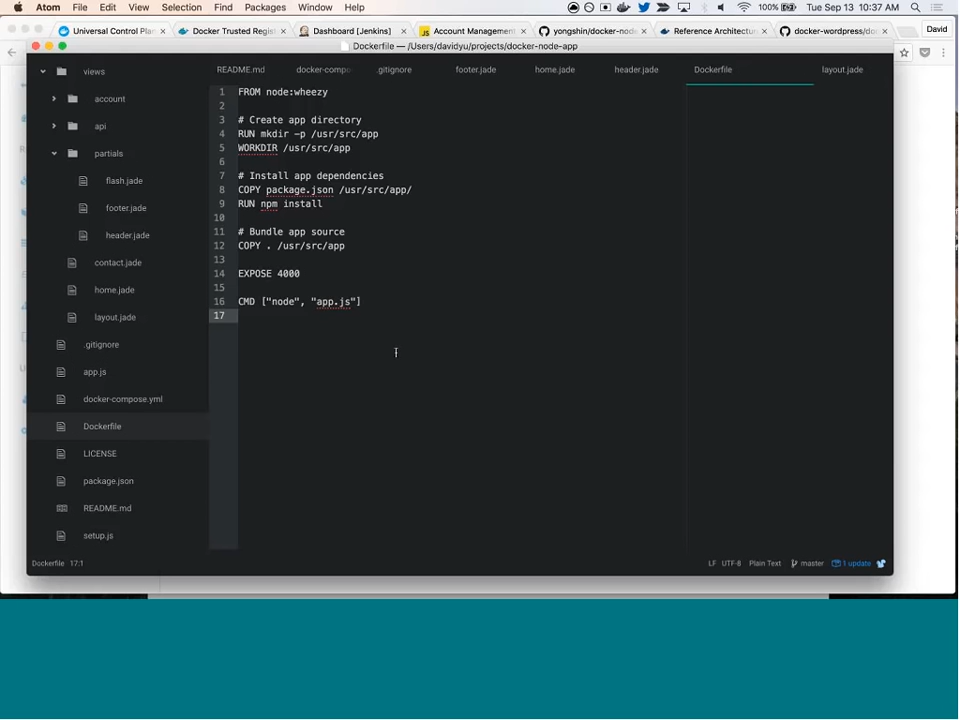 Atom File Edit View Selection Find Packages Window Help 100% Tue Sep 13 10:37 AM
Universal Control Plan Docker Trusted Regist Dashboard [Jenkins] Account Management yongshin/docker-node Reference Architectur docker-wordpress/doc David
Dockerfile — /Users/davidyu/projects/docker-node-app
README.md docker-compo .gitignore footer.jade home.jade header.jade Dockerfile layout.jade
views
account
api
partials
flash.jade
footer.jade
header.jade
contact.jade
home.jade
layout.jade
.gitignore
app.js
docker-compose.yml
Dockerfile
LICENSE
package.json
README.md
setup.js
1 FROM node:wheezy
2
3 # Create app directory
4 RUN mkdir -p /usr/src/app
5 WORKDIR /usr/src/app
6
7 # Install app dependencies
8 COPY package.json /usr/src/app/
9 RUN npm install
10
11 # Bundle app source
12 COPY . /usr/src/app
13
14 EXPOSE 4000
15
16 CMD ["node", "app.js"]
17
Dockerfile 17:1 LF UTF-8 Plain Text master 1 update